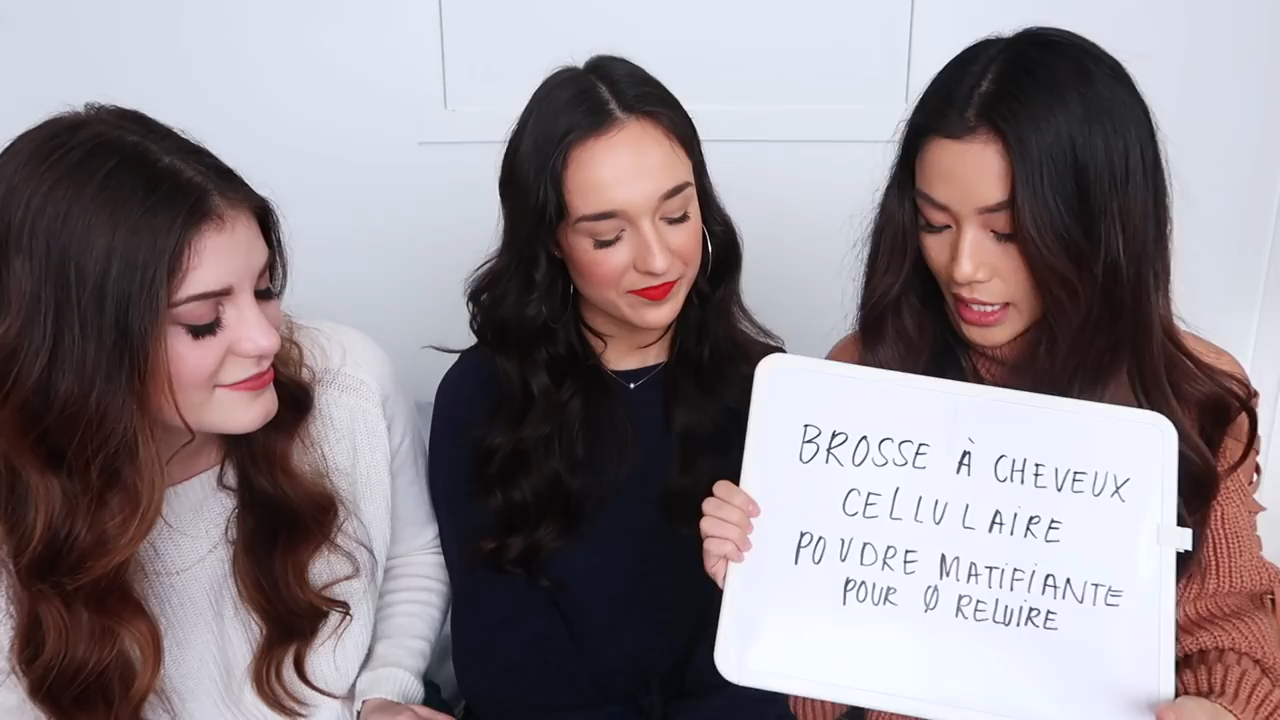 BROSSE À CHEVEUX
CELLULAIRE
POUDRE MATIFIANTE
POUR Ø RELUIRE